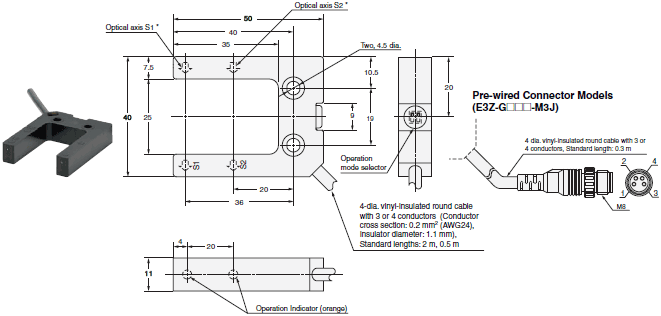 Optical axis S1 *
Optical axis S2 *
50
40
35
Two, 4.5 dia.
7.5
10.5
40
25
9
19
20
S1
S2
Operation
mode selector
20
36
4-dia. vinyl-insulated round cable
with 3 or 4 conductors (Conductor
cross section: 0.2 mm² (AWG24),
Insulator diameter: 1.1 mm),
Standard lengths: 2 m, 0.5 m
Pre-wired Connector Models
(E3Z-G□□□-M3J)
4 dia. vinyl-insulated round cable with 3 or
4 conductors, Standard length: 0.3 m
2
4
1
3
M8
4
20
11
Operation Indicator (orange)